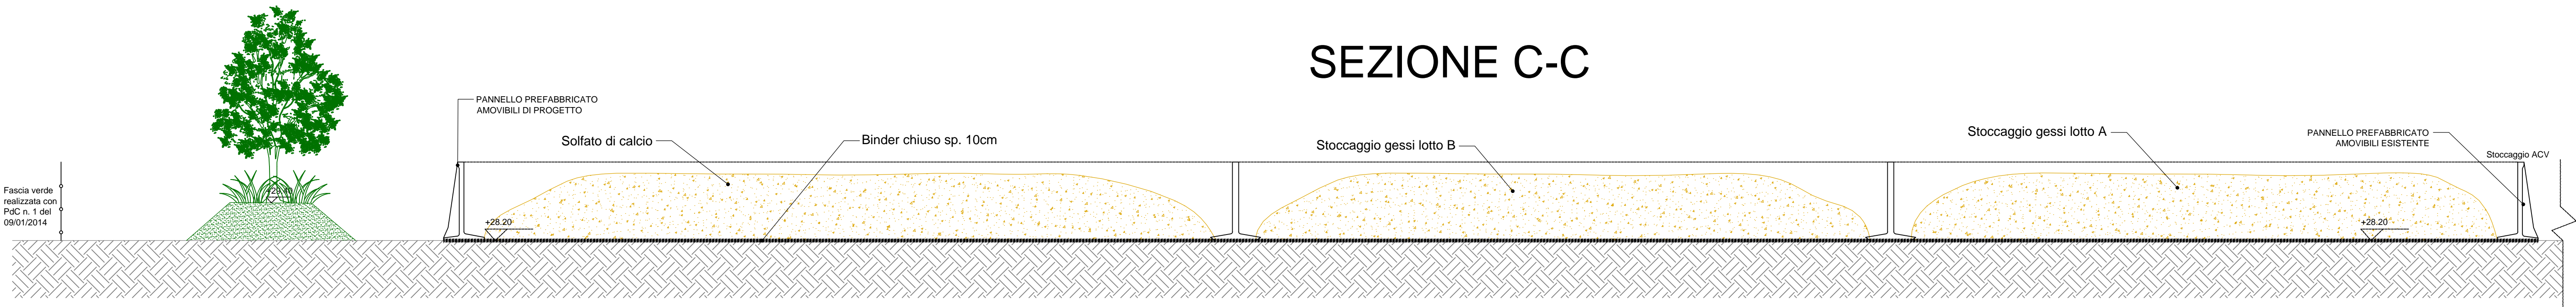 SEZIONE C-C
PANNELLO PREFABBRICATO
AMOVIBILI DI PROGETTO
Solfato di calcio
Binder chiuso sp. 10cm
Stoccaggio gessi lotto B
Stoccaggio gessi lotto A
PANNELLO PREFABBRICATO
AMOVIBILI ESISTENTE
Stoccaggio ACV
Fascia verde
realizzata con
PdC n. 1 del
09/01/2014
+29.40
+28.20
+28.20